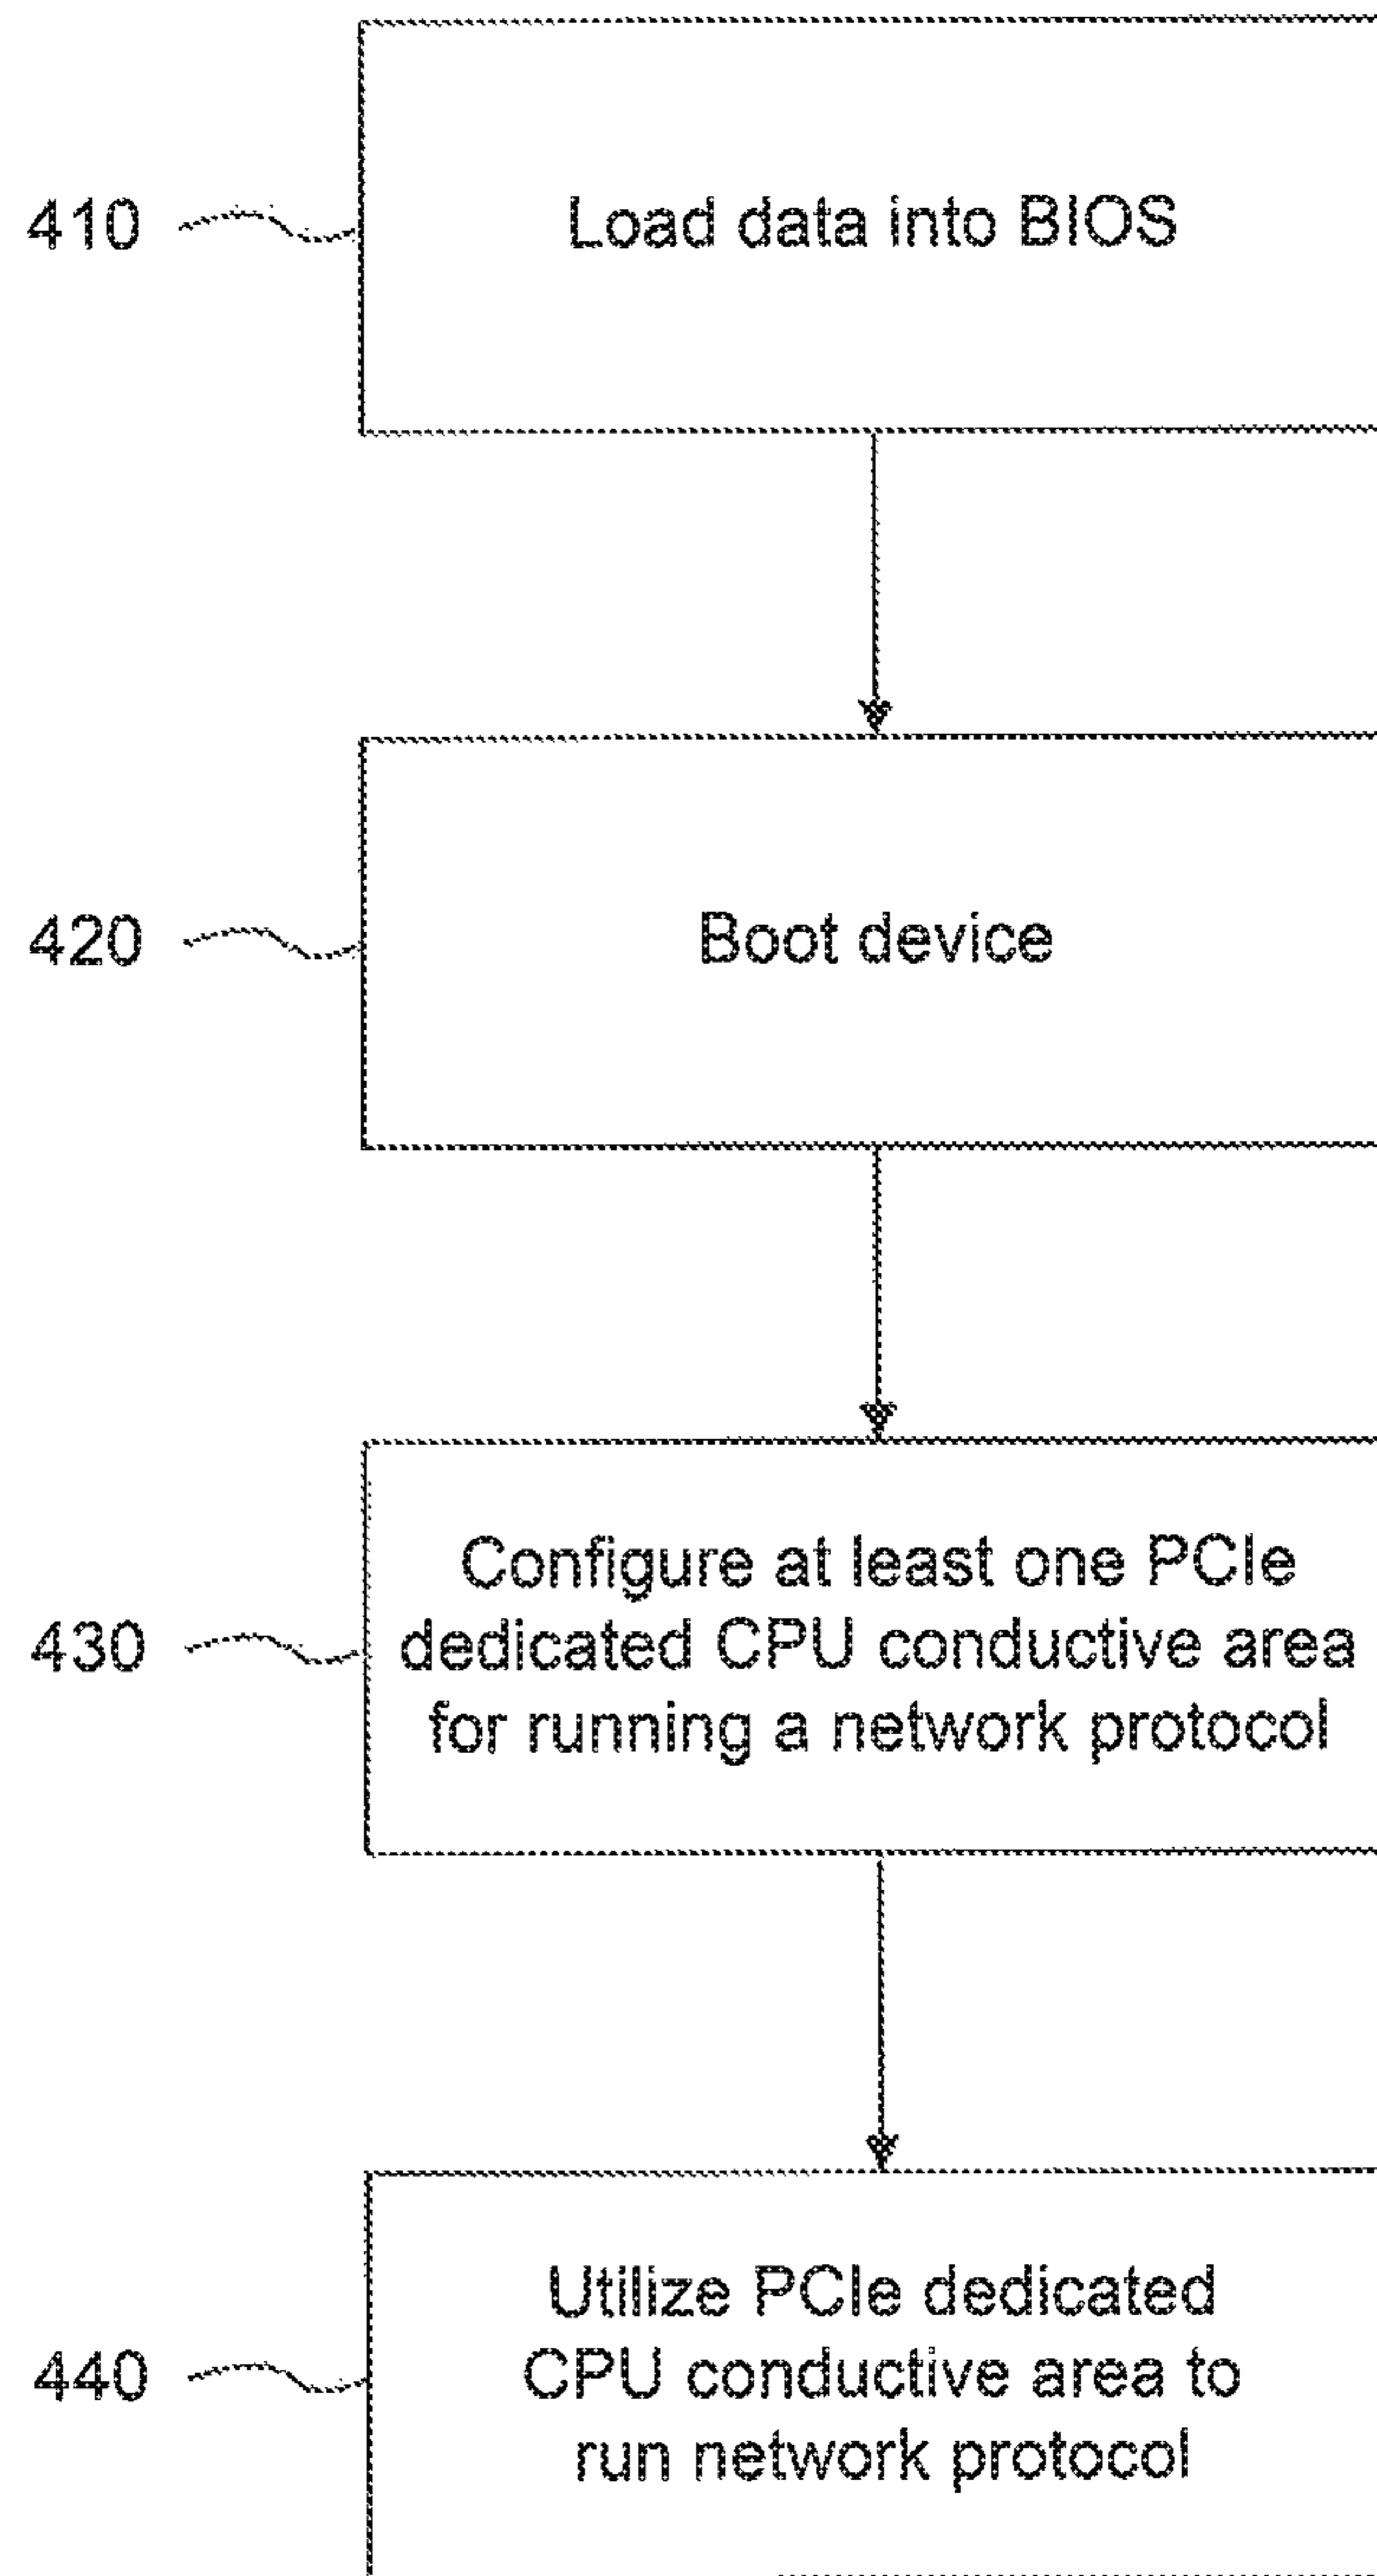 410
Load data into BIOS
420
Boot device
430
Configure at least one PCIe
dedicated CPU conductive area
for running a network protocol
440
Utilize PCIe dedicated
CPU conductive area to
run network protocol